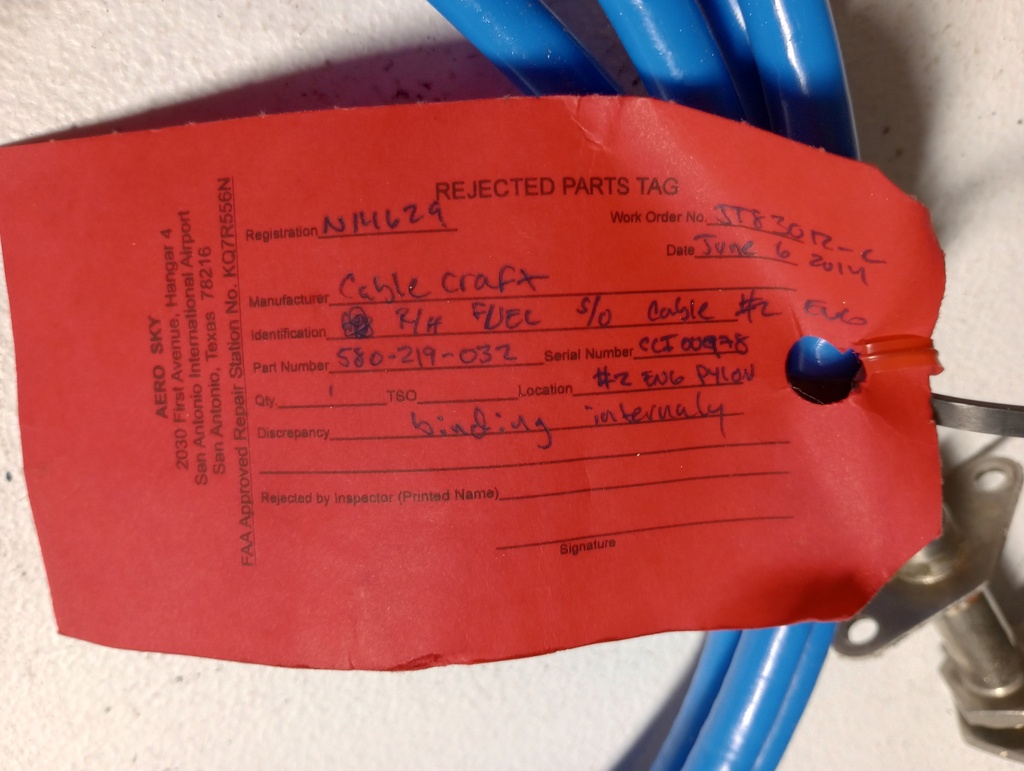 REJECTED PARTS TAG
Registration N14629
Work Order No. JT83012-C
Date June 6 2014
Manufacturer Cable Craft
Identification R/H FUEL S/O Cable #2 ENG
Part Number 580-219-032 Serial Number CCI00978
Qty. 1 TSO Location #2 ENG PYLON
Discrepancy binding internaly
Rejected by Inspector (Printed Name)
Signature
AERO SKY
2030 First Avenue, Hangar 4
San Antonio International Airport
San Antonio, Texas 78216
FAA Approved Repair Station No. KQ7R556N